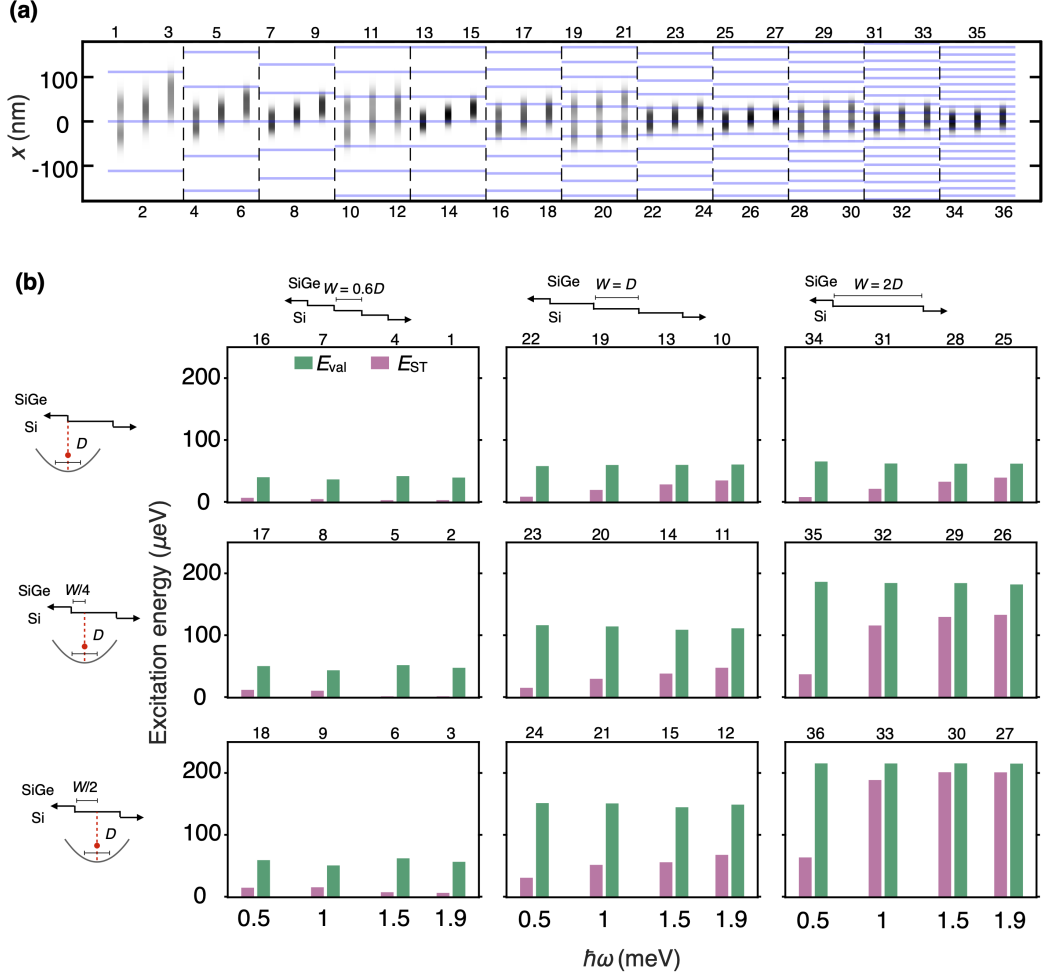 (a)
1 3 5 7 9 11 13 15 17 19 21 23 25 27 29 31 33 35
x (nm)
100
0
-100
2 4 6 8 10 12 14 16 18 20 22 24 26 28 30 32 34 36
(b)
SiGe W = 0.6D
Si
SiGe W = D
Si
SiGe W = 2D
Si
16 7 4 1
22 19 13 10
34 31 28 25
Eval EST
200
100
0
SiGe
Si
D
17 8 5 2
23 20 14 11
35 32 29 26
200
100
0
SiGe W/4
Si
D
18 9 6 3
24 21 15 12
36 33 30 27
200
100
0
SiGe W/2
Si
D
Excitation energy (μeV)
0.5 1 1.5 1.9
0.5 1 1.5 1.9
0.5 1 1.5 1.9
ℏω (meV)